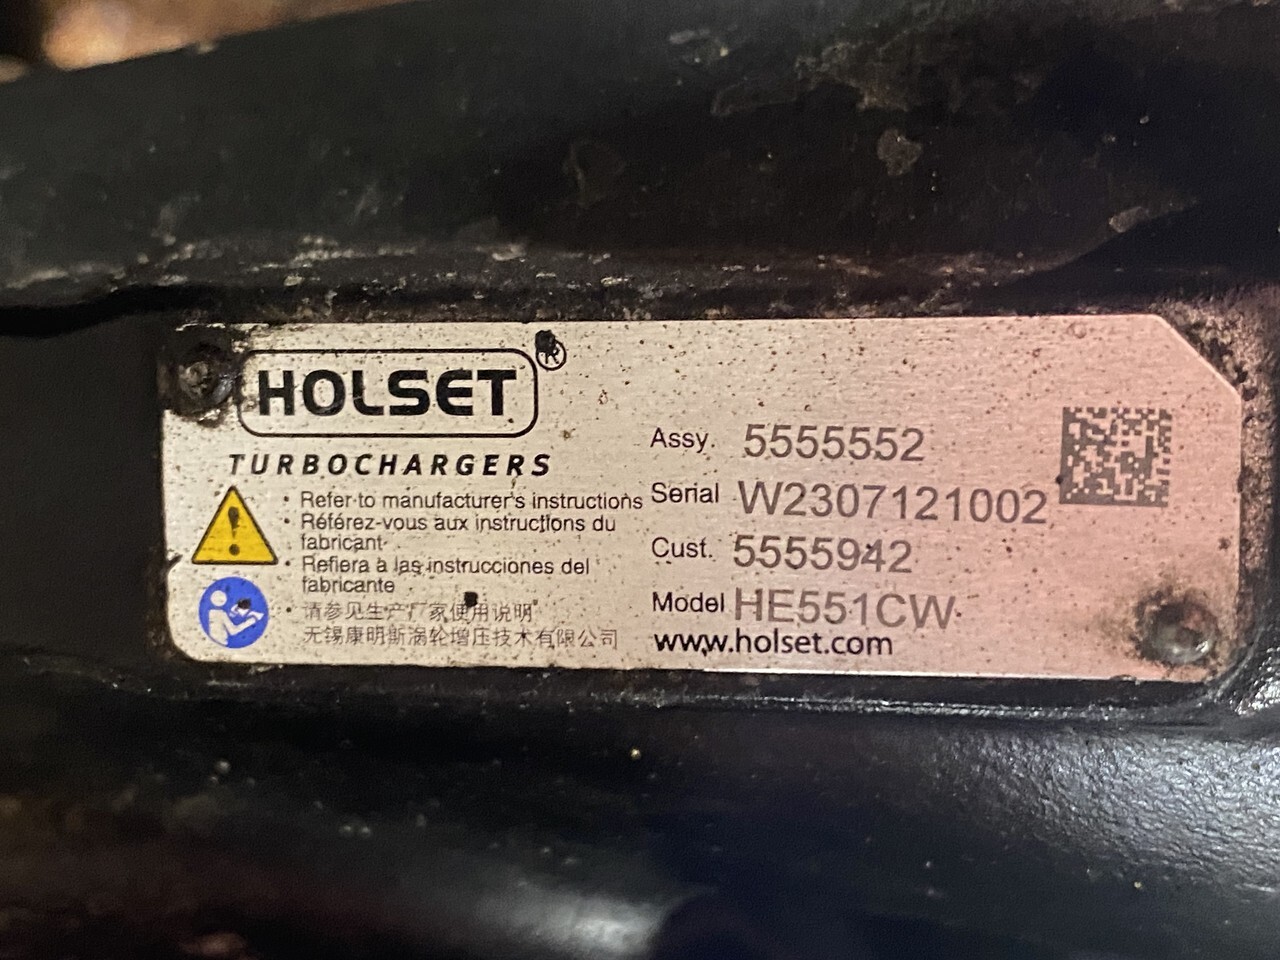 HOLSET®
TURBOCHARGERS
• Refer to manufacturer's instructions
• Référez-vous aux instructions du
fabricant
• Refiera a las instrucciones del
fabricante
• 请参见生产厂家使用说明
无锡康明斯涡轮增压技术有限公司
Assy. 5555552
Serial W2307121002
Cust. 5555942
Model HE551CW
www.holset.com